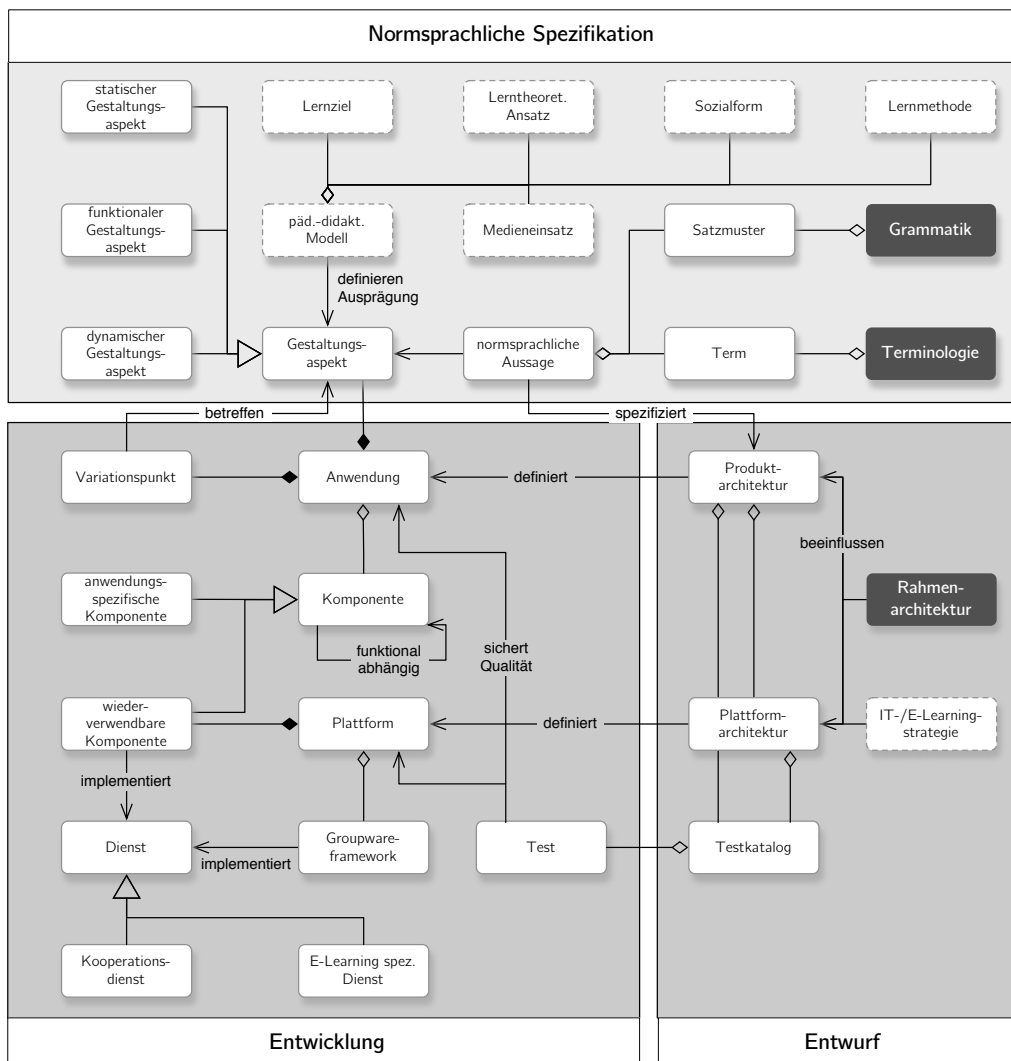 Normsprachliche Spezifikation
statischer
Gestaltungs-
aspekt
Lernziel
Lerntheoret.
Ansatz
Sozialform
Lernmethode
funktionaler
Gestaltungs-
aspekt
päd.-didakt.
Modell
Medieneinsatz
Satzmuster
Grammatik
definieren
Ausprägung
dynamischer
Gestaltungs-
aspekt
Gestaltungs-
aspekt
normsprachliche
Aussage
Term
Terminologie
betreffen
spezifiziert
Variationspunkt
Anwendung
definiert
Produkt-
architektur
beeinflussen
anwendungs-
spezifische
Komponente
Komponente
Rahmen-
architektur
funktional
abhängig
sichert
Qualität
wieder-
verwendbare
Komponente
Plattform
definiert
Plattform-
architektur
IT-/E-Learning-
strategie
implementiert
Dienst
implementiert
Groupware-
framework
Test
Testkatalog
Kooperations-
dienst
E-Learning spez.
Dienst
Entwicklung
Entwurf